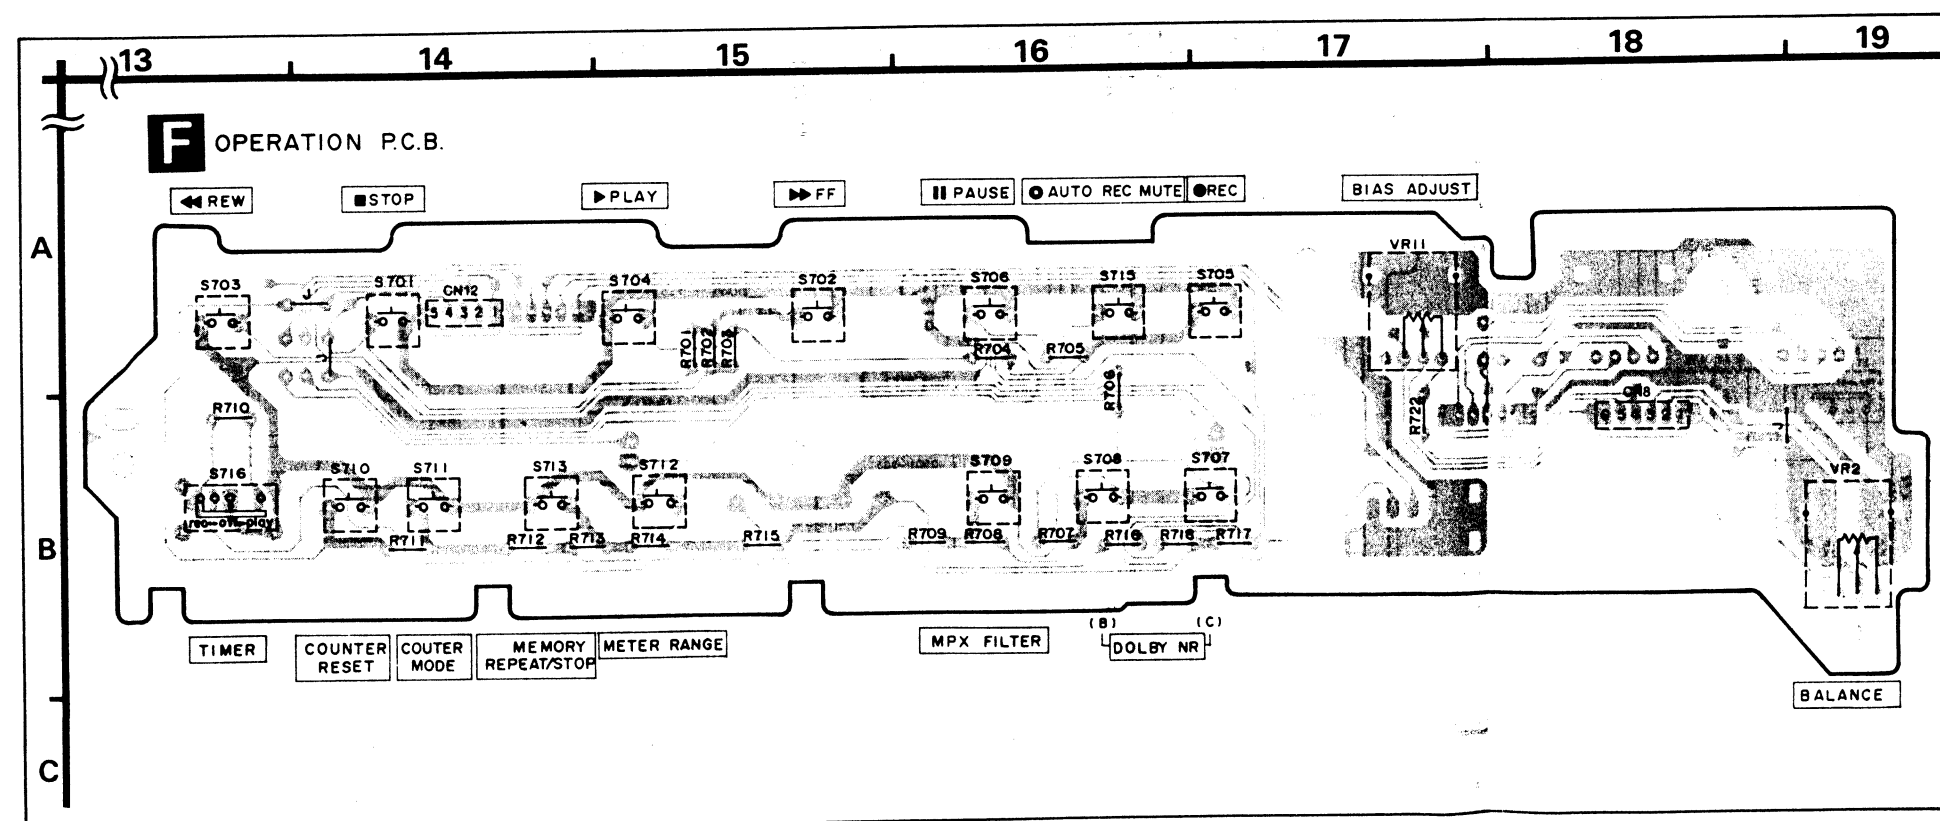 13 14 15 16 17 18 19
F OPERATION P.C.B.
◀◀ REW
■ STOP
▶ PLAY
▶▶ FF
II PAUSE
AUTO REC MUTE
● REC
BIAS ADJUST
A
VR11
S703
J
S701
CN12
5 4 3 2 1
S704
S702
S706
S715
S705
R701
R702
R703
R704
R705
J
R706
R710
R722
J
S716
rec-off-play
S710
S711
S713
S712
S709
S708
S707
VR2
B
R711
R712
R713
R714
R715
R709
R708
R707
R716
R718
R717
TIMER
COUNTER
RESET
COUTER
MODE
MEMORY
REPEAT/STOP
METER RANGE
MPX FILTER
(B) (C)
DOLBY NR
BALANCE
C